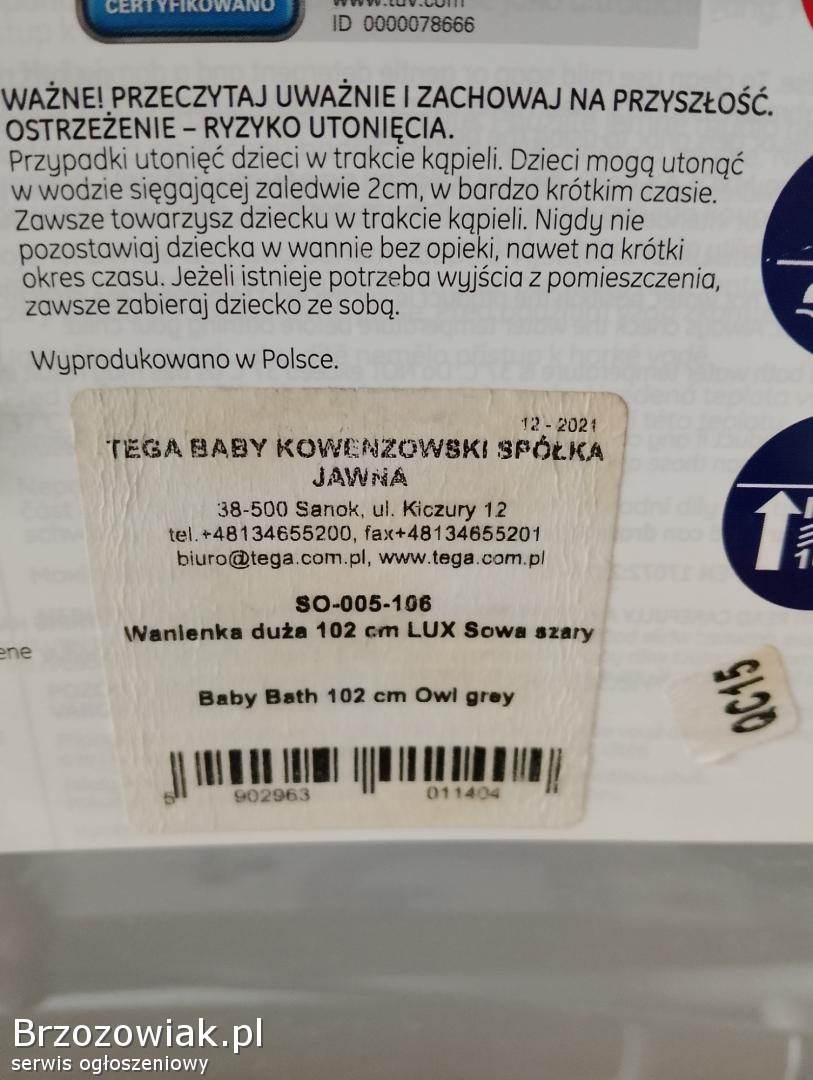 CERTYFIKOWANO
www.tuv.com
ID 0000078666
WAŻNE! PRZECZYTAJ UWAŻNIE I ZACHOWAJ NA PRZYSZŁOŚĆ.
OSTRZEŻENIE – RYZYKO UTONIĘCIA.
Przypadki utonięć dzieci w trakcie kąpieli. Dzieci mogą utonąć
w wodzie sięgającej zaledwie 2cm, w bardzo krótkim czasie.
Zawsze towarzysz dziecku w trakcie kąpieli. Nigdy nie
pozostawiaj dziecka w wannie bez opieki, nawet na krótki
okres czasu. Jeżeli istnieje potrzeba wyjścia z pomieszczenia,
zawsze zabieraj dziecko ze sobą.
Wyprodukowano w Polsce.
12 - 2021
TEGA BABY KOWENZOWSKI SPÓŁKA
JAWNA
38-500 Sanok, ul. Kiczury 12
tel.+48134655200, fax+48134655201
biuro@tega.com.pl, www.tega.com.pl
SO-005-106
Wanienka duża 102 cm LUX Sowa szary
Baby Bath 102 cm Owl grey
5 902963 011404
QC15
Brzozowiak.pl
serwis ogłoszeniowy